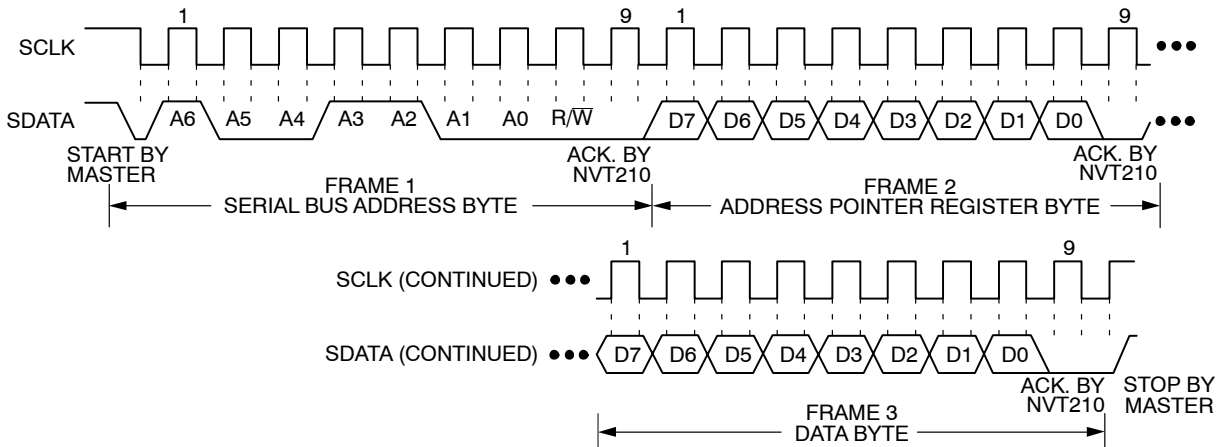 1 9 1 9
SCLK
SDATA A6 A5 A4 A3 A2 A1 A0 R/W̅ D7 D6 D5 D4 D3 D2 D1 D0
START BY MASTER
ACK. BY NVT210
ACK. BY NVT210
FRAME 1
SERIAL BUS ADDRESS BYTE
FRAME 2
ADDRESS POINTER REGISTER BYTE
1 9
SCLK (CONTINUED)
SDATA (CONTINUED) D7 D6 D5 D4 D3 D2 D1 D0
ACK. BY NVT210
STOP BY MASTER
FRAME 3
DATA BYTE